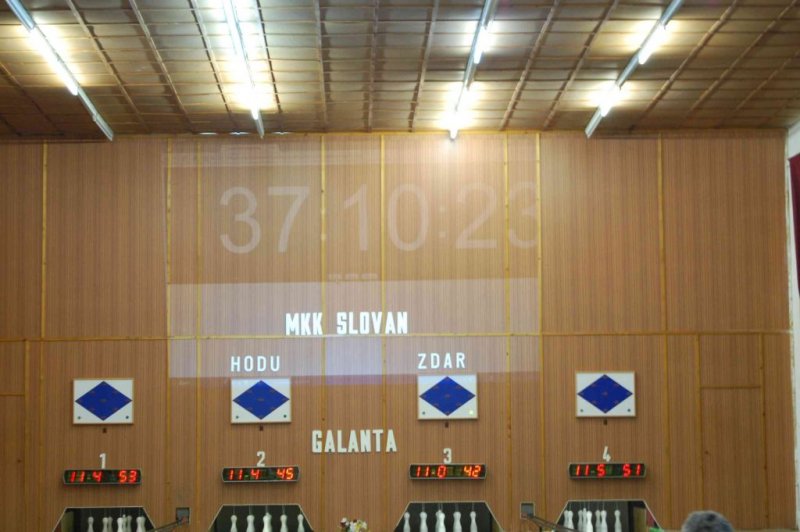 37:10:23
MKK SLOVAN
HODU ZDAR
GALANTA
1 2 3 4
11-4 53 11-4 45 11-0 42 11-5 51